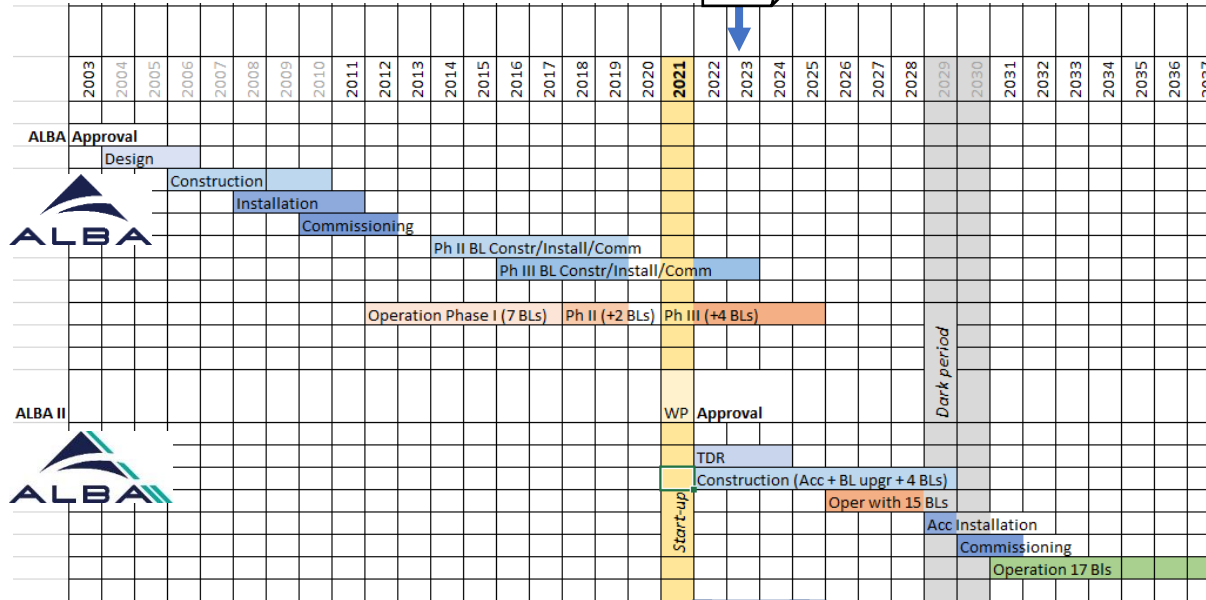 2003 2004 2005 2006 2007 2008 2009 2010 2011 2012 2013 2014 2015 2016 2017 2018 2019 2020 2021 2022 2023 2024 2025 2026 2027 2028 2029 2030 2031 2032 2033 2034 2035 2036
ALBA Approval
Design
Construction
Installation
Commissioning
ALBA
Ph II BL Constr/Install/Comm
Ph III BL Constr/Install/Comm
Operation Phase I (7 BLs) Ph II (+2 BLs) Ph III (+4 BLs)
Dark period
ALBA II WP Approval
TDR
ALBA
Construction (Acc + BL upgr + 4 BLs)
Oper with 15 BLs
Start-up
Acc Installation
Commissioning
Operation 17 Bls